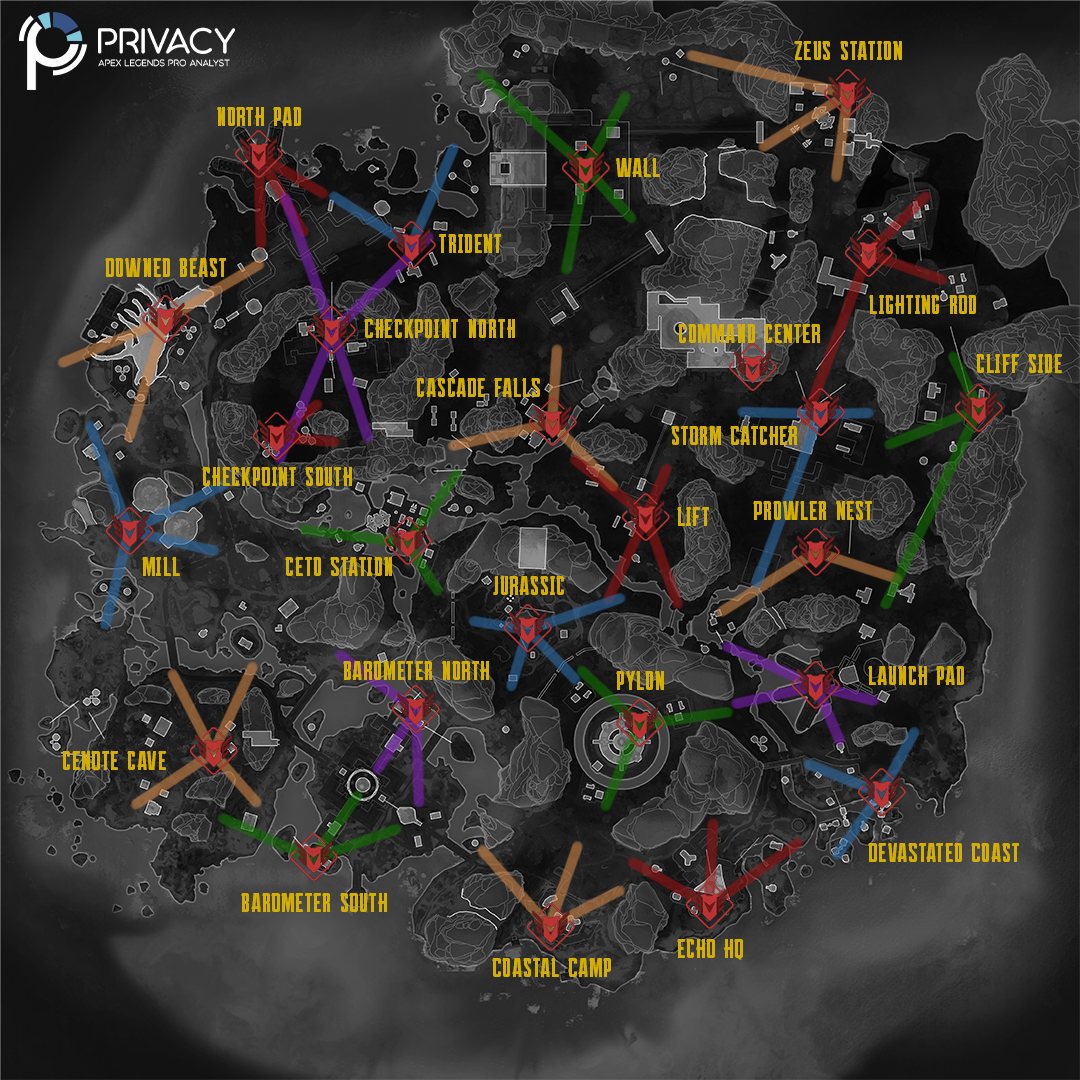 PRIVACY
APEX LEGENDS PRO ANALYST
ZEUS STATION
NORTH PAD
WALL
TRIDENT
DOWNED BEAST
LIGHTING ROD
CHECKPOINT NORTH
COMMAND CENTER
CLIFF SIDE
CASCADE FALLS
STORM CATCHER
CHECKPOINT SOUTH
LIFT
PROWLER NEST
MILL
CETO STATION
JURASSIC
BAROMETER NORTH
PYLON
LAUNCH PAD
CENOTE CAVE
DEVASTATED COAST
BAROMETER SOUTH
ECHO HQ
COASTAL CAMP